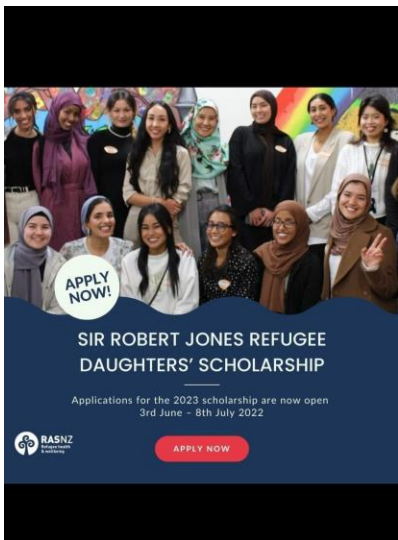 APPLY
NOW!
SIR ROBERT JONES REFUGEE
DAUGHTERS' SCHOLARSHIP
Applications for the 2023 scholarship are now open
3rd June – 8th July 2022
RASNZ
Refugee health
& wellbeing
APPLY NOW